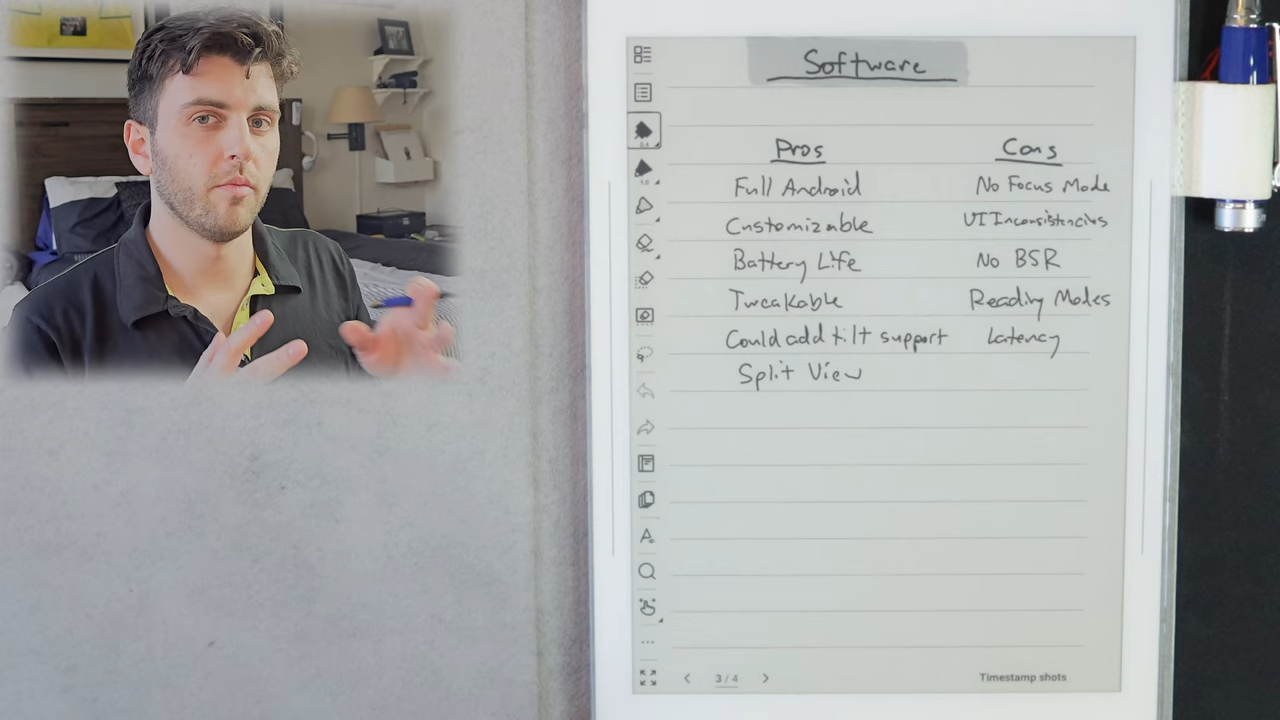 Software
Pros Cons
Full Android No Focus Mode
Customizable UI Inconsistencies
Battery Life No BSR
Tweakable Reading Modes
Could add tilt support Latency
Split View
3 / 4 Timestamp shots